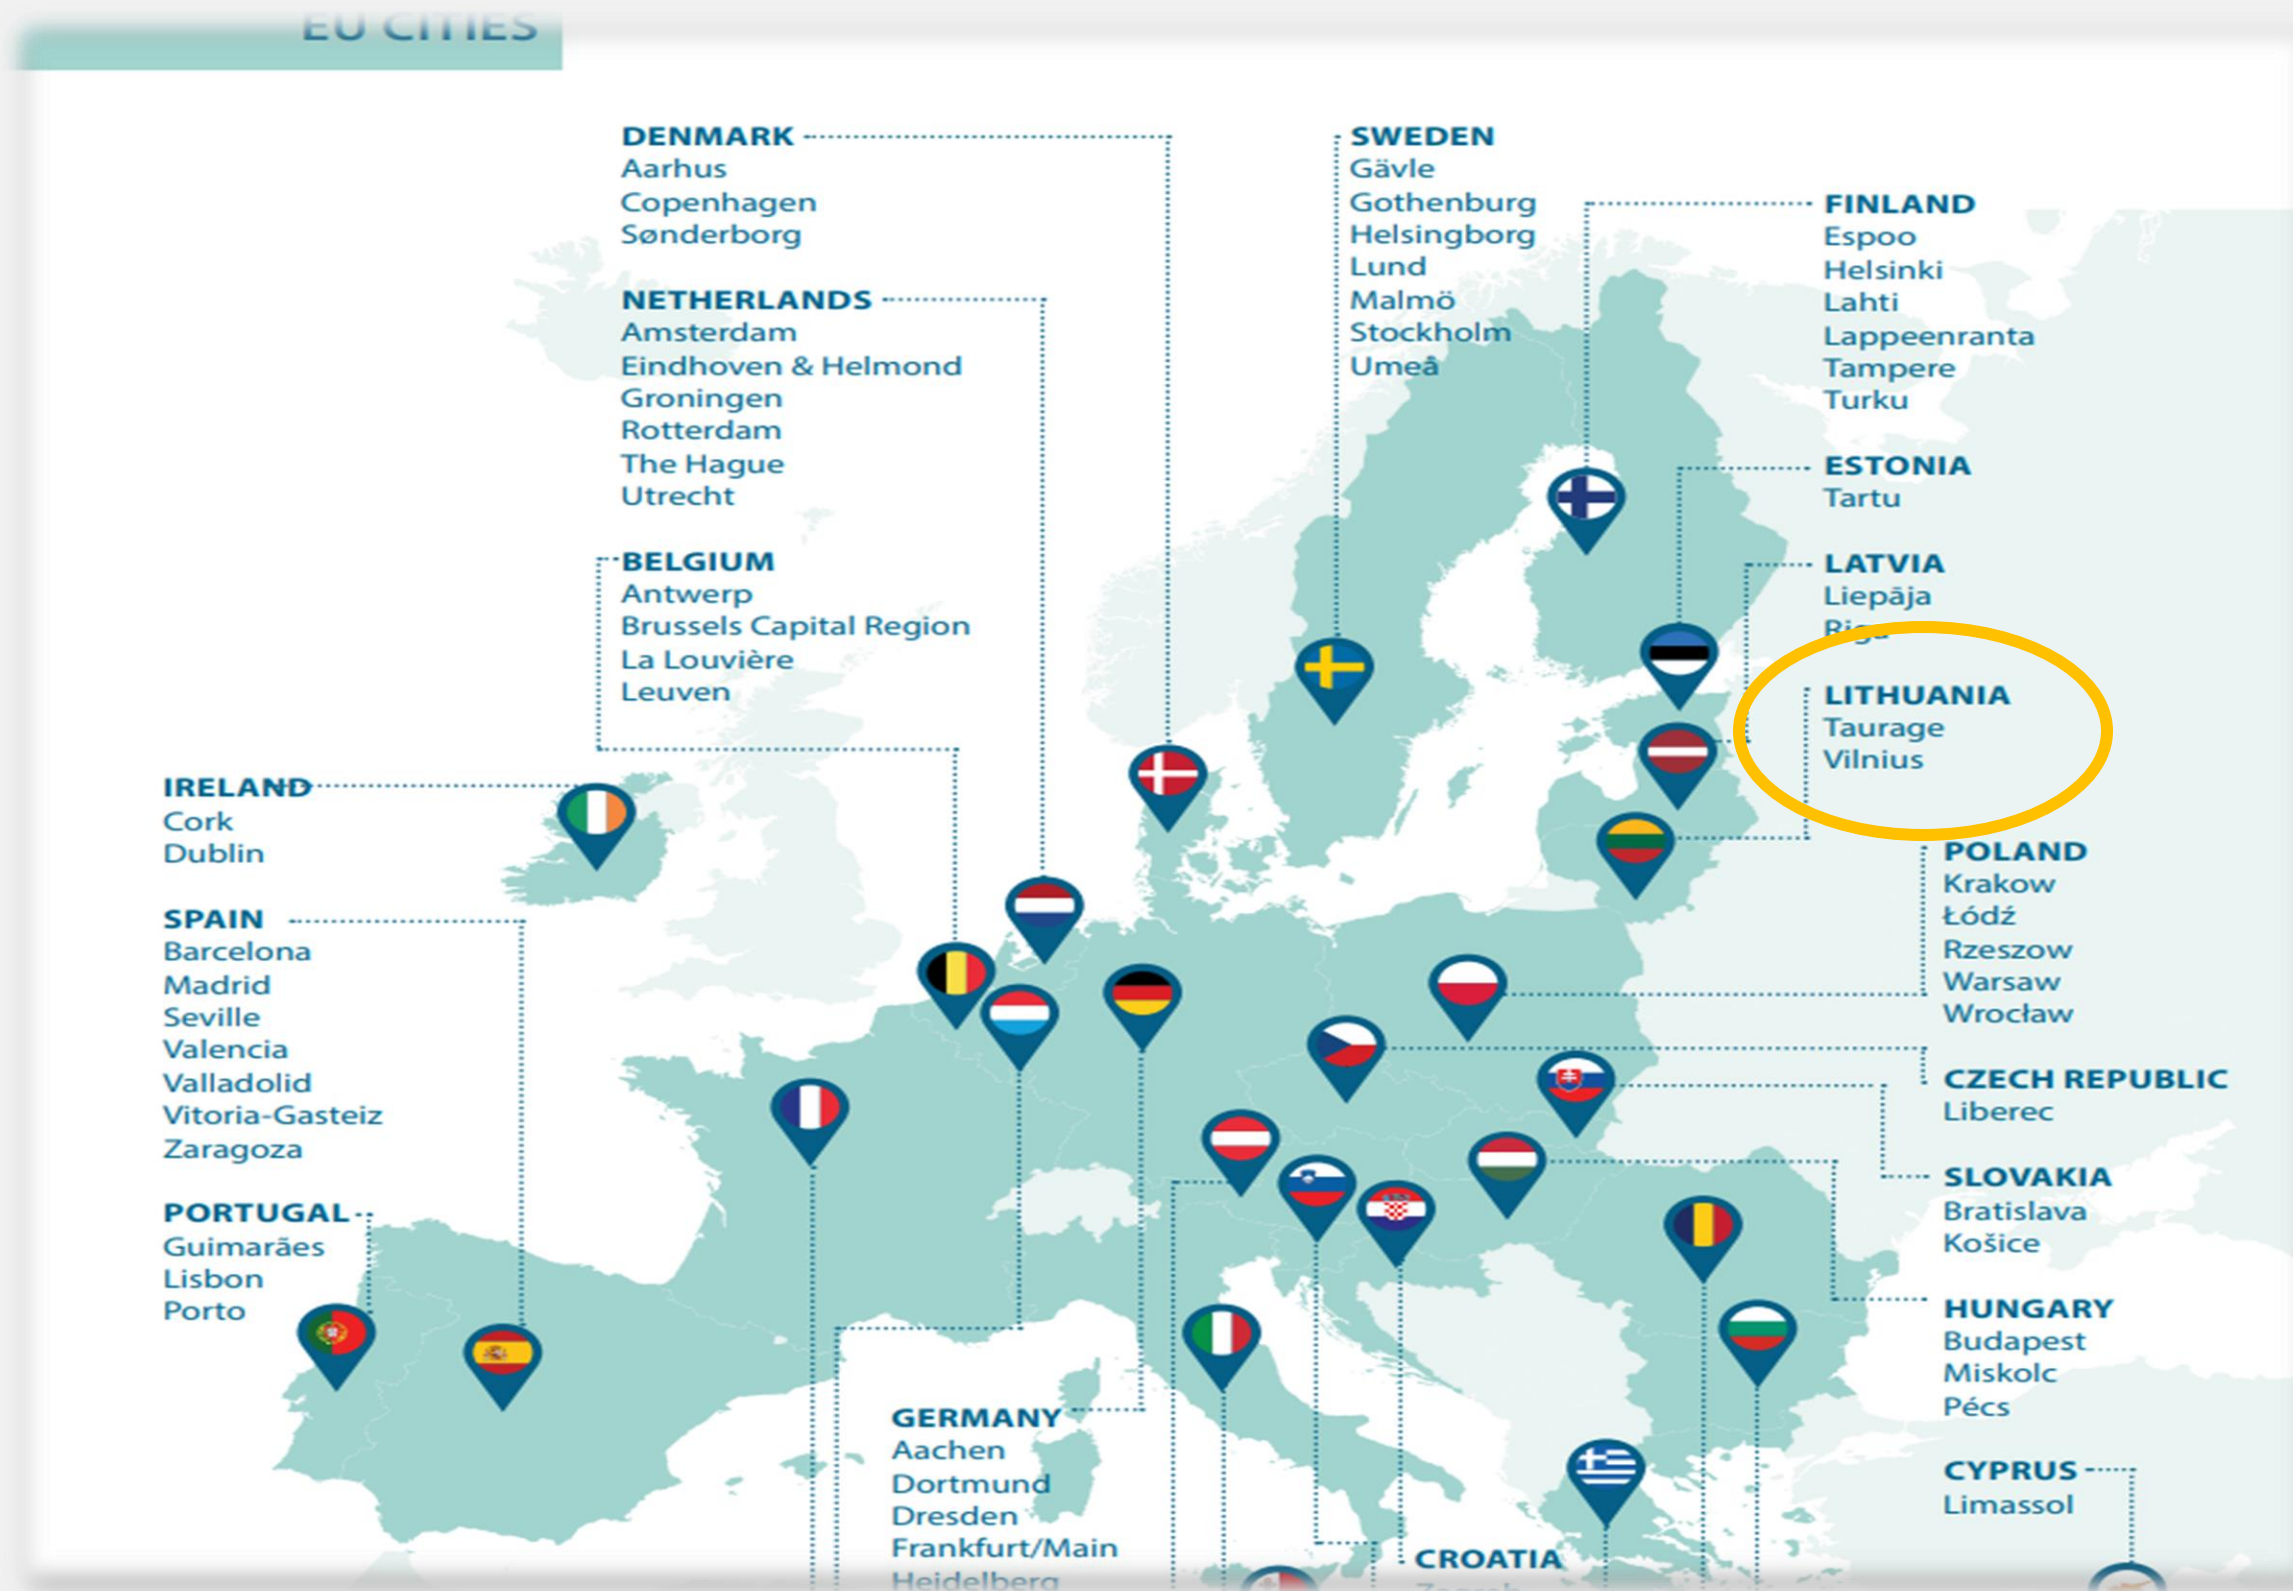 EU CITIES
DENMARK
Aarhus
Copenhagen
Sønderborg
NETHERLANDS
Amsterdam
Eindhoven & Helmond
Groningen
Rotterdam
The Hague
Utrecht
BELGIUM
Antwerp
Brussels Capital Region
La Louvière
Leuven
IRELAND
Cork
Dublin
SPAIN
Barcelona
Madrid
Seville
Valencia
Valladolid
Vitoria-Gasteiz
Zaragoza
PORTUGAL
Guimarães
Lisbon
Porto
GERMANY
Aachen
Dortmund
Dresden
Frankfurt/Main
Heidelberg
SWEDEN
Gävle
Gothenburg
Helsingborg
Lund
Malmö
Stockholm
Umeå
FINLAND
Espoo
Helsinki
Lahti
Lappeenranta
Tampere
Turku
ESTONIA
Tartu
LATVIA
Liepāja
Riga
LITHUANIA
Taurage
Vilnius
POLAND
Krakow
Łódź
Rzeszow
Warsaw
Wrocław
CZECH REPUBLIC
Liberec
SLOVAKIA
Bratislava
Košice
HUNGARY
Budapest
Miskolc
Pécs
CYPRUS
Limassol
CROATIA